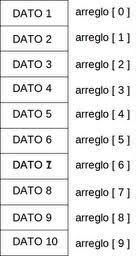 DATO 1 arreglo [ 0 ]
DATO 2 arreglo [ 1 ]
DATO 3 arreglo [ 2 ]
DATO 4 arreglo [ 3 ]
DATO 5 arreglo [ 4 ]
DATO 6 arreglo [ 5 ]
DATO 7 arreglo [ 6 ]
DATO 8 arreglo [ 7 ]
DATO 9 arreglo [ 8 ]
DATO 10 arreglo [ 9 ]